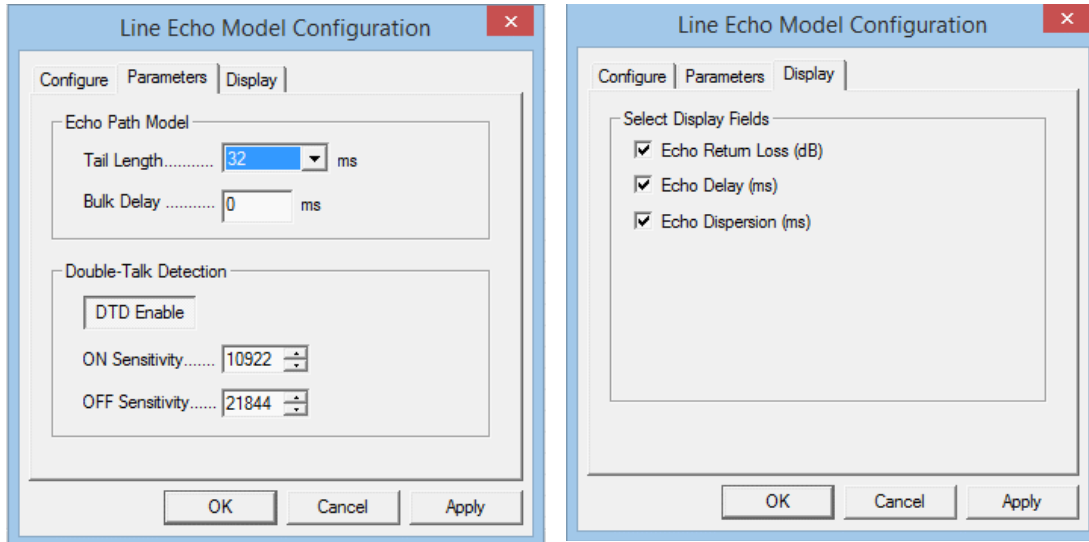 Line Echo Model Configuration
×
Configure
Parameters
Display
Echo Path Model
Tail Length........... 32 ms
Bulk Delay ........... 0 ms
Double-Talk Detection
DTD Enable
ON Sensitivity....... 10922
OFF Sensitivity...... 21844
OK
Cancel
Apply
Line Echo Model Configuration
×
Configure
Parameters
Display
Select Display Fields
Echo Return Loss (dB)
Echo Delay (ms)
Echo Dispersion (ms)
OK
Cancel
Apply